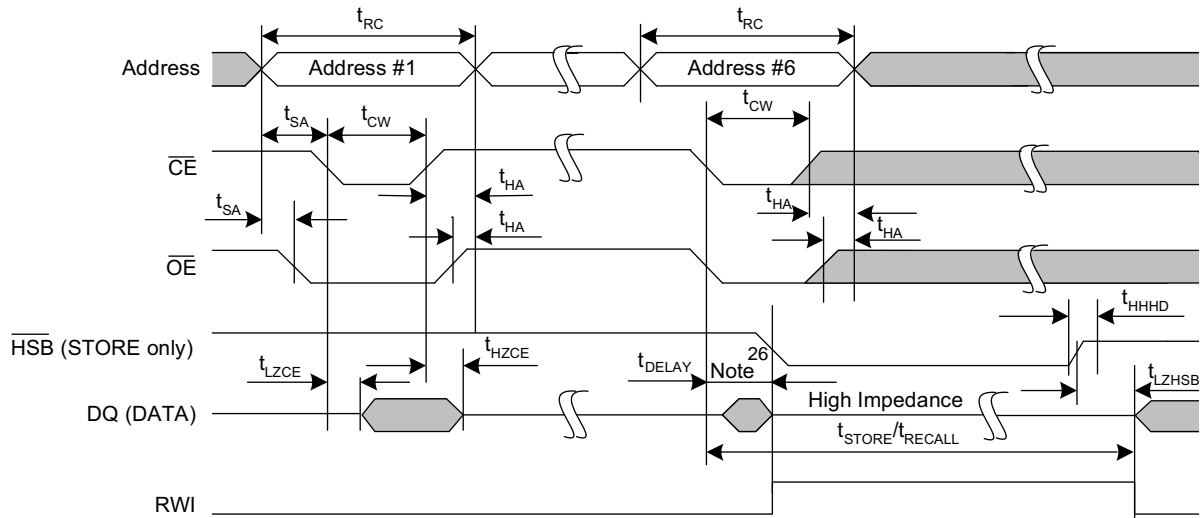 tRC tRC
Address Address #1 Address #6
tSA tCW tCW
CE
tSA tHA tHA
tHA tHA
OE
tHHHD
HSB (STORE only)
tLZCE tHZCE tDELAY Note 26 tLZHSB
DQ (DATA) High Impedance
tSTORE/tRECALL
RWI